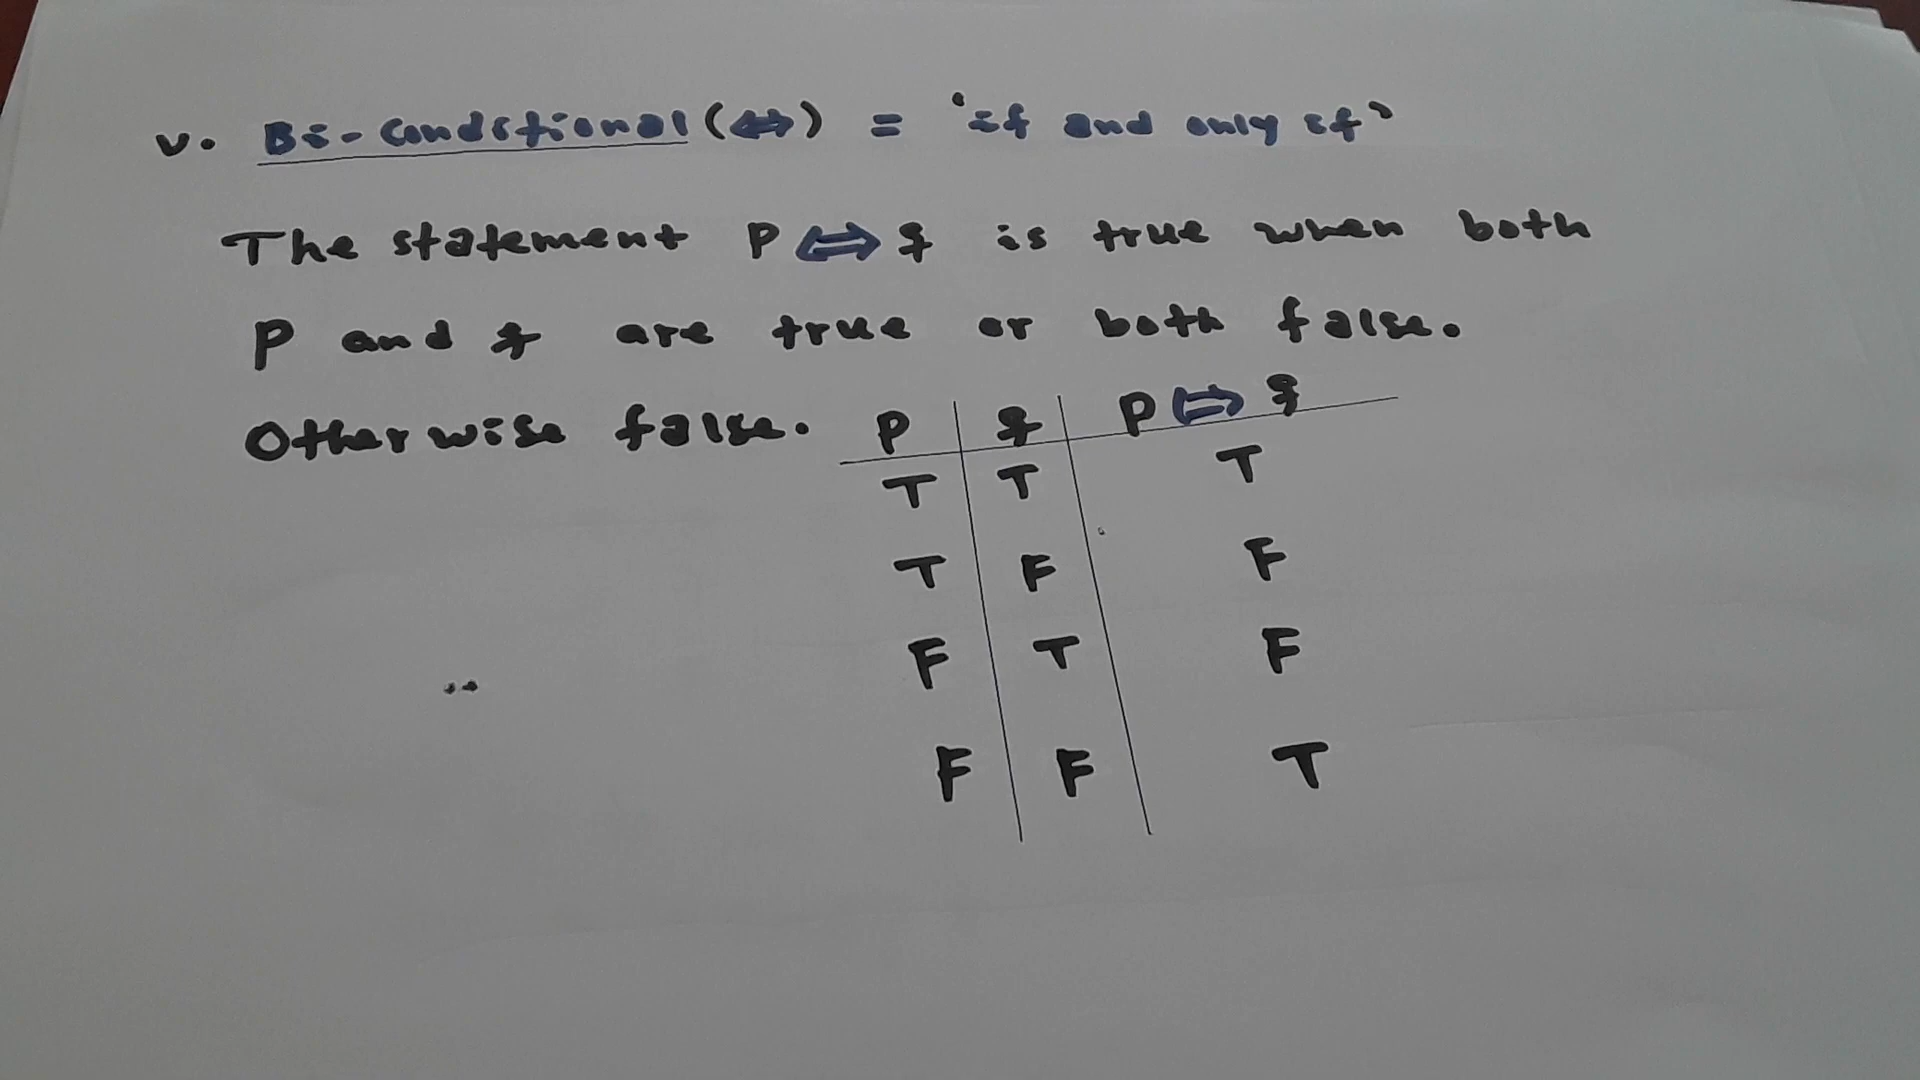 v. Bi-Conditional (⇔) = 'if and only if'
The statement P ⇔ q is true when both
P and q are true or both false.
Otherwise false.
P q P ⇔ q
T T T
T F F
F T F
F F T